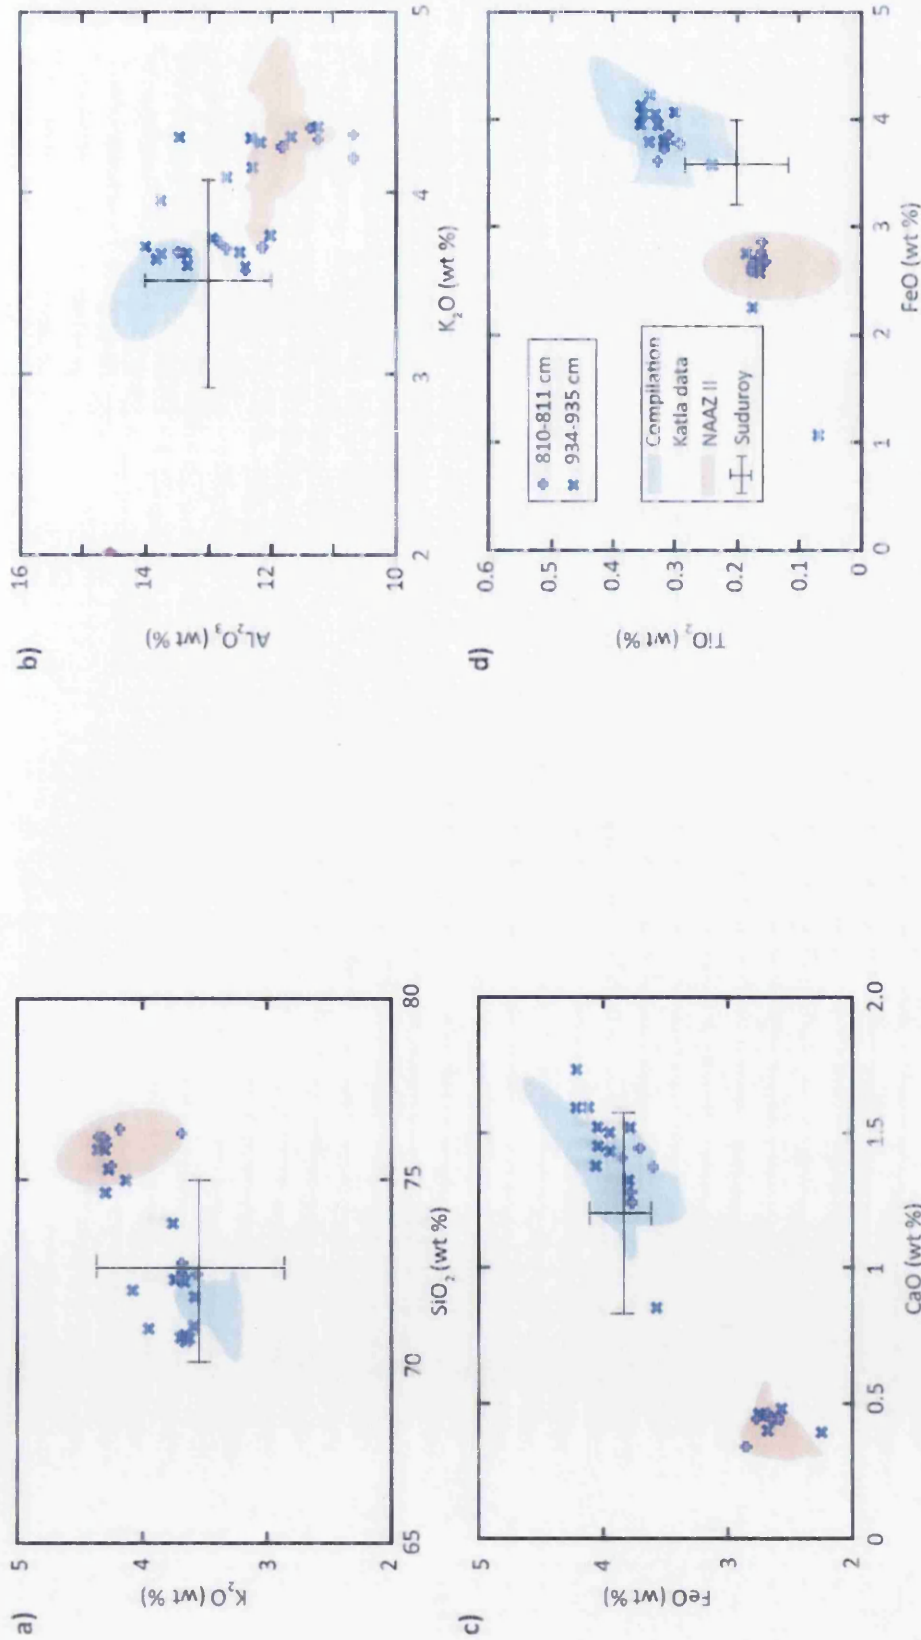 a)
5
4
3
2
K₂O (wt %)
65
70
75
80
SiO₂ (wt %)
b)
16
14
12
10
AL₂O₃ (wt %)
2
3
4
5
K₂O (wt %)
c)
5
4
3
2
FeO (wt %)
0
0.5
1
1.5
2.0
CaO (wt %)
d)
0.6
0.5
0.4
0.3
0.2
0.1
0
TiO₂ (wt %)
0
1
2
3
4
5
FeO (wt %)
810-811 cm
934-935 cm
Compilation
Katla data
NAAZ II
Suduroy